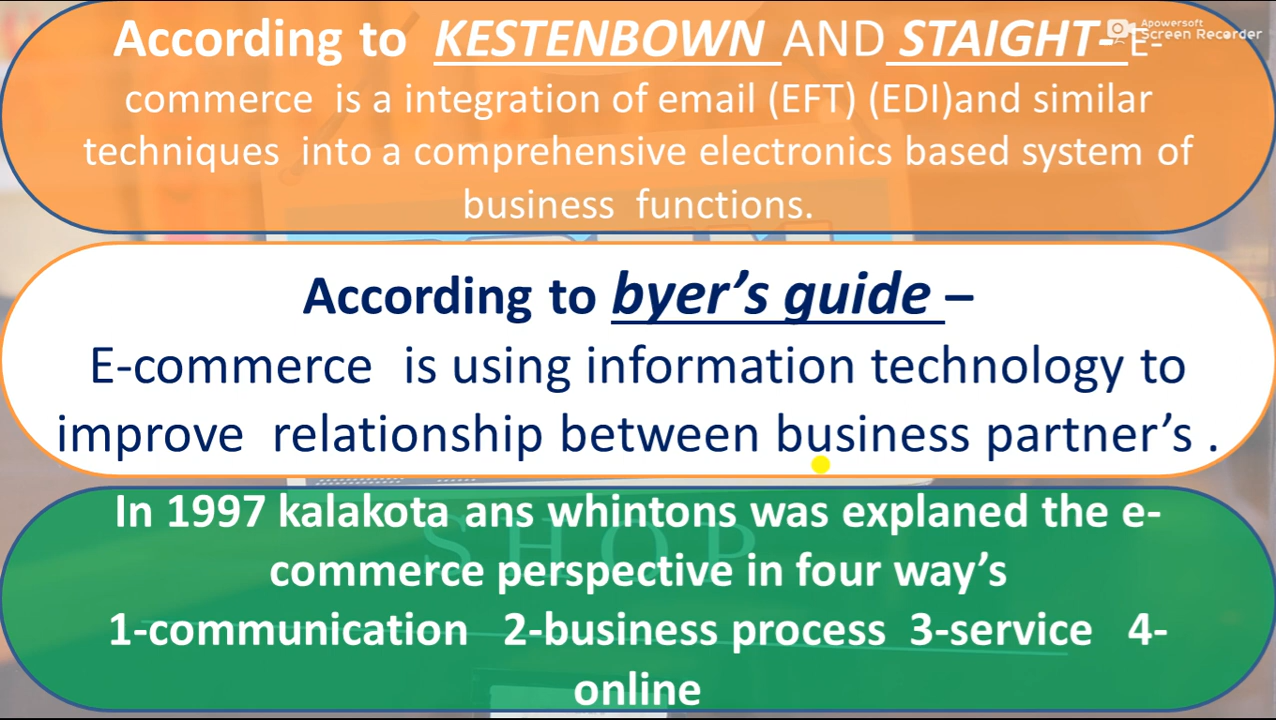 According to KESTENBOWN AND STAIGHT- E-
commerce is a integration of email (EFT) (EDI)and similar
techniques into a comprehensive electronics based system of
business functions.
Apowersoft
Screen Recorder
According to byer’s guide –
E-commerce is using information technology to
improve relationship between business partner’s .
In 1997 kalakota ans whintons was explaned the e-
commerce perspective in four way’s
1-communication 2-business process 3-service 4-
online
SHOP